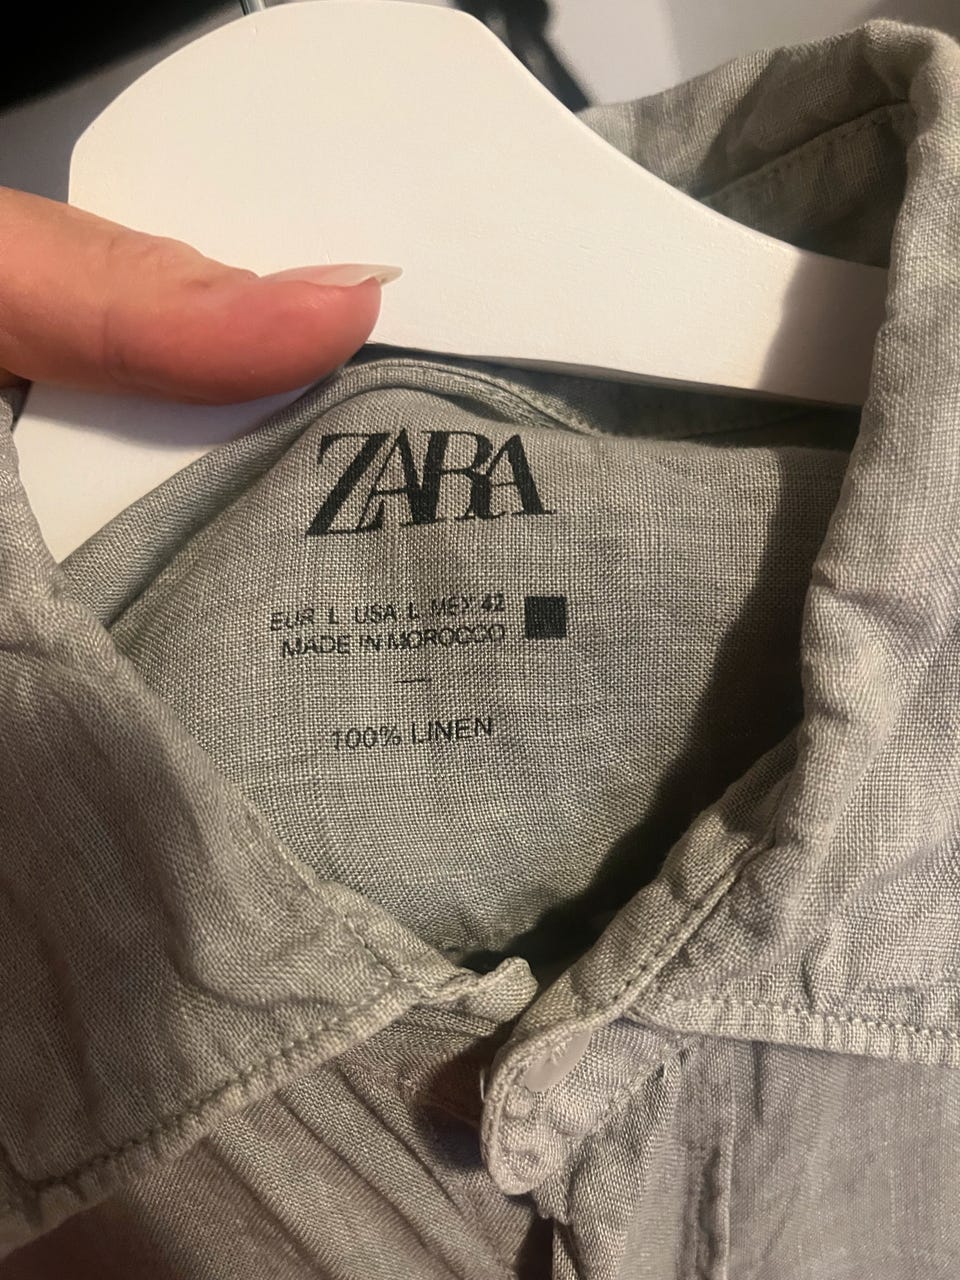 ZARA
EUR L USA L MEX 42
MADE IN MOROCCO
100% LINEN